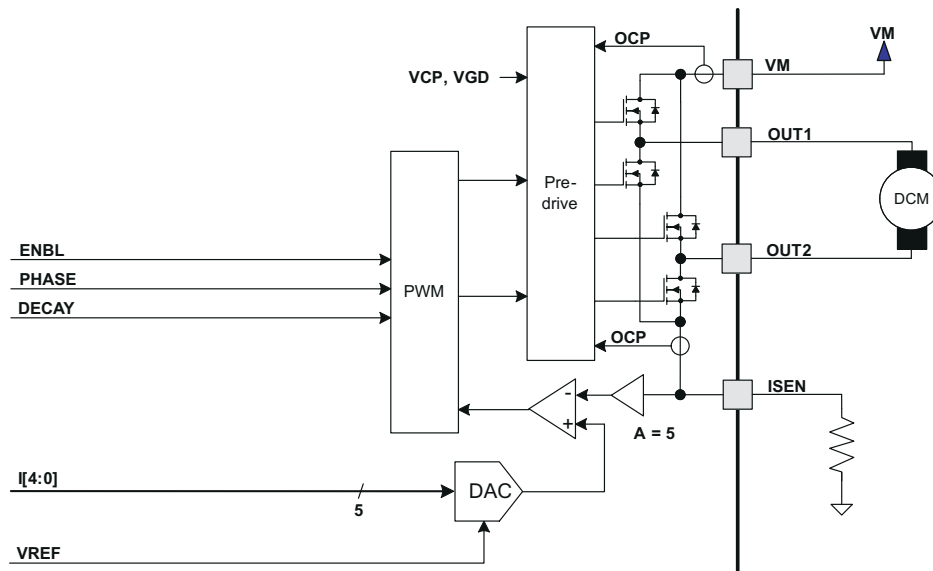 VM
OCP
VM
VCP, VGD
OUT1
Pre-
drive
DCM
ENBL
OUT2
PHASE
PWM
DECAY
OCP
ISEN
-
+
A = 5
I[4:0]
DAC
5
VREF